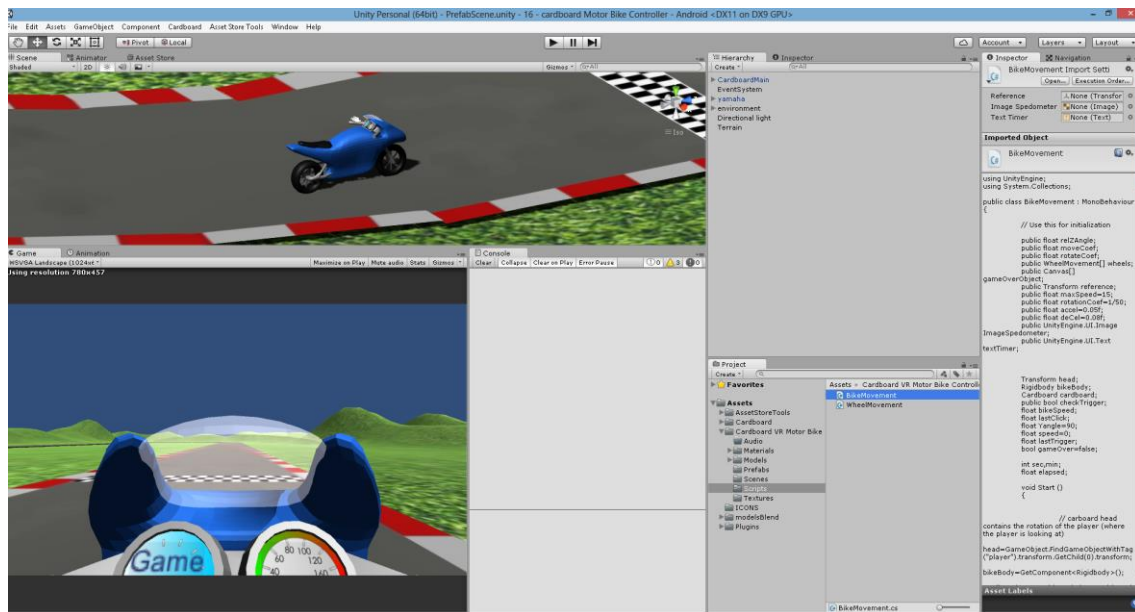 Unity Personal (64bit) - PrefabScene.unity - 16 - cardboard Motor Bike Controller - Android <DX11 on DX9 GPU>
File Edit Assets GameObject Component Cardboard Asset Store Tools Window Help
Pivot Local
Account Layers Layout
Scene Animator Asset Store
Shaded 2D Gizmos All
Iso
Hierarchy Inspector
Create All
CardboardMain
EventSystem
yamaha
environment
Directional light
Terrain
Game Animation
WSVGA Landscape (1024x
Maximize on Play Mute audio Stats Gizmos
Using resolution 780x457
Game
60 80 100 120
40 160
Console
Clear Collapse Clear on Play Error Pause 0 3 0
Project
Create
Favorites
Assets
AssetStoreTools
Cardboard
Cardboard VR Motor Bike
Audio
Materials
Models
Prefabs
Scenes
Scripts
Textures
ICONS
modelsBlend
Plugins
Assets Cardboard VR Motor Bike Controll
BikeMovement
WheelMovement
BikeMovement.cs
Inspector Navigation
BikeMovement Import Setti
Open... Execution Order...
Reference None (Transfor
Image Spedometer None (Image)
Text Timer None (Text)
Imported Object
BikeMovement
using UnityEngine;
using System.Collections;
public class BikeMovement : MonoBehaviour
{
// Use this for initialization
public float relZAngle;
public float moveCoef;
public float rotateCoef;
public WheelMovement[] wheels;
public Canvas[]
gameOverObject;
public Transform reference;
public float maxSpeed=15;
public float rotationCoef=1/50;
public float accel=0.05f;
public float deCel=0.08f;
public UnityEngine.UI.Image
ImageSpedometer;
public UnityEngine.UI.Text
textTimer;
Transform head;
Rigidbody bikeBody;
Cardboard cardboard;
public bool checkTrigger;
float bikeSpeed;
float lastClick;
float Yangle=90;
float speed=0;
float lastTrigger;
bool gameOver=false;
int sec,min;
float elapsed;
void Start ()
{
// carboard head
contains the rotation of the player (where
the player is looking at)
head=GameObject.FindGameObjectWithTag
("player").transform.GetChild(0).transform;
bikeBody=GetComponent<Rigidbody>();
Asset Labels